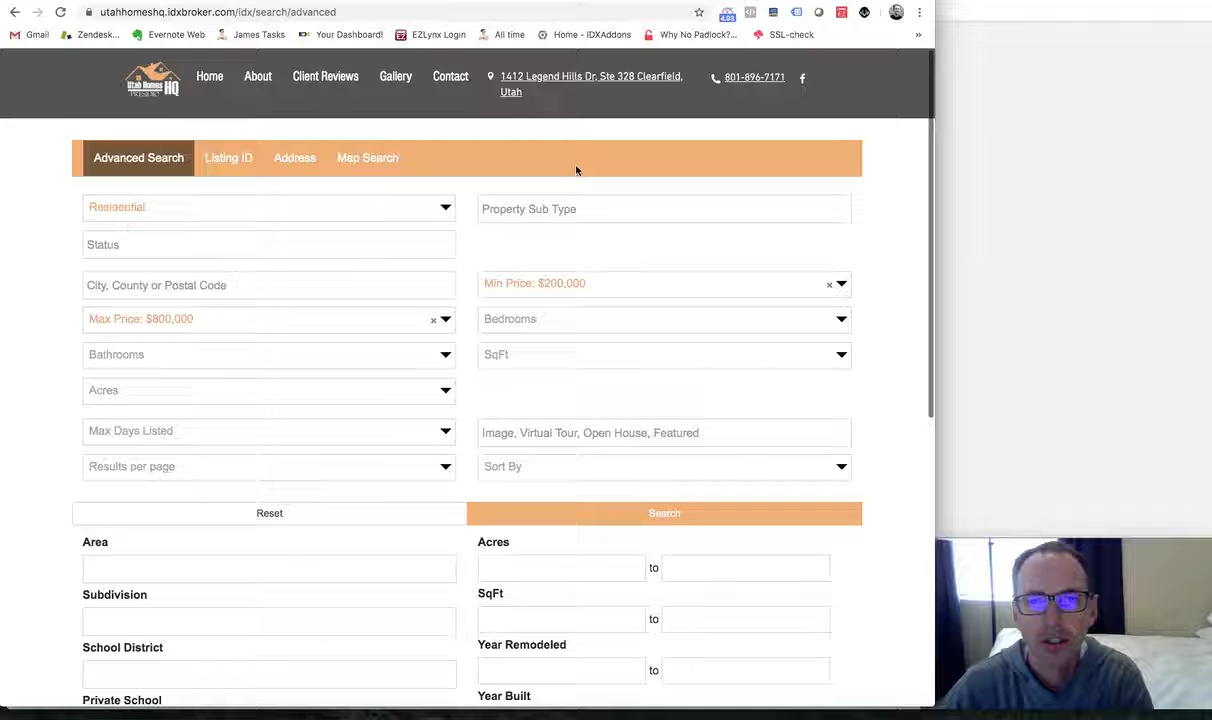 utahhomeshq.idxbroker.com/idx/search/advanced
4.93
Gmail
Zendesk...
Evernote Web
James Tasks
Your Dashboard!
EZLynx Login
All time
Home - IDXAddons
Why No Padlock?...
SSL-check
»
Utah Homes HQ
Home
About
Client Reviews
Gallery
Contact
1412 Legend Hills Dr, Ste 328 Clearfield,
Utah
801-896-7171
Advanced Search
Listing ID
Address
Map Search
Residential
Property Sub Type
Status
City, County or Postal Code
Min Price: $200,000
×
Max Price: $800,000
×
Bedrooms
Bathrooms
SqFt
Acres
Max Days Listed
Image, Virtual Tour, Open House, Featured
Results per page
Sort By
Reset
Search
Area
Acres
to
Subdivision
SqFt
to
School District
Year Remodeled
to
Private School
Year Built